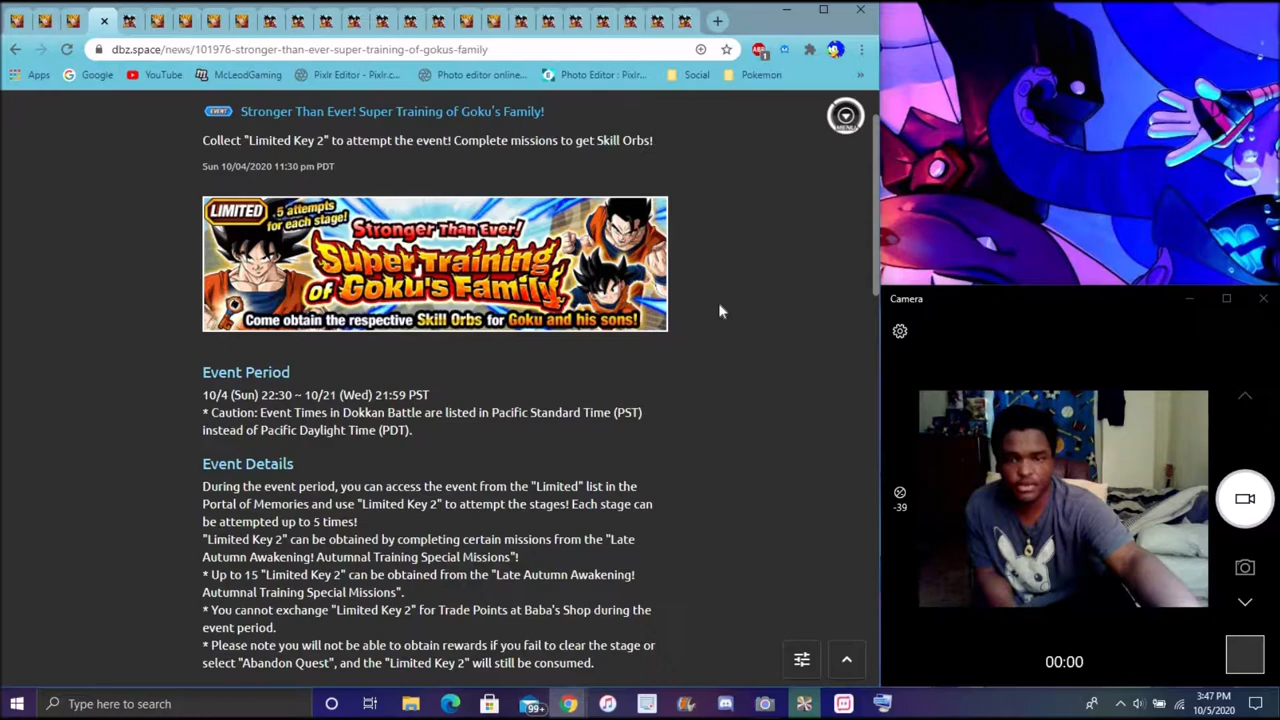 dbz.space/news/101976-stronger-than-ever-super-training-of-gokus-family
Apps
Google
YouTube
McLeodGaming
Pixlr Editor - Pixlr.c...
Photo editor online...
Photo Editor : Pixlr...
Social
Pokemon
»
EVENT Stronger Than Ever! Super Training of Goku's Family!
MENU
Collect "Limited Key 2" to attempt the event! Complete missions to get Skill Orbs!
Sun 10/04/2020 11:30 pm PDT
LIMITED
5 attempts
for each stage!
Stronger Than Ever!
Super Training
of Goku's Family
Come obtain the respective Skill Orbs for Goku and his sons!
Event Period
10/4 (Sun) 22:30 ~ 10/21 (Wed) 21:59 PST
* Caution: Event Times in Dokkan Battle are listed in Pacific Standard Time (PST)
instead of Pacific Daylight Time (PDT).
Event Details
During the event period, you can access the event from the "Limited" list in the
Portal of Memories and use "Limited Key 2" to attempt the stages! Each stage can
be attempted up to 5 times!
"Limited Key 2" can be obtained by completing certain missions from the "Late
Autumn Awakening! Autumnal Training Special Missions"!
* Up to 15 "Limited Key 2" can be obtained from the "Late Autumn Awakening!
Autumnal Training Special Missions".
* You cannot exchange "Limited Key 2" for Trade Points at Baba's Shop during the
event period.
* Please note you will not be able to obtain rewards if you fail to clear the stage or
select "Abandon Quest", and the "Limited Key 2" will still be consumed.
Camera
-39
00:00
Type here to search
99+
3:47 PM
10/5/2020